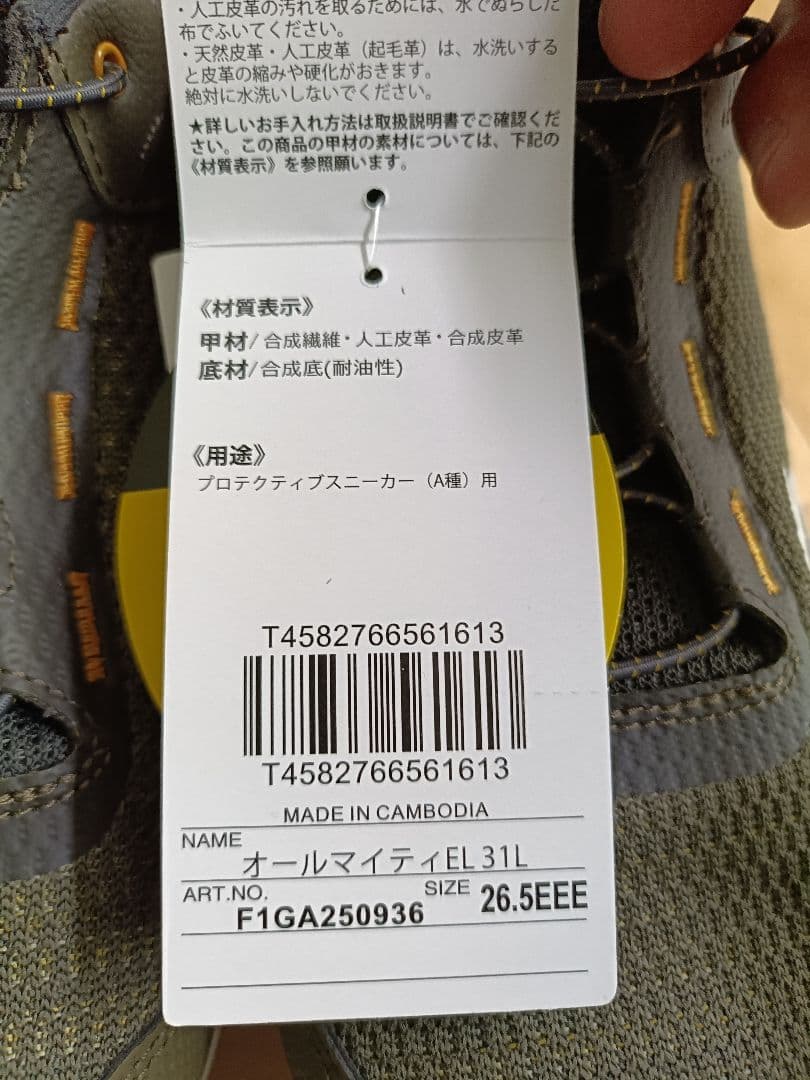 ・人工皮革の汚れを取るためには、水でぬらした
布でふいてください。
・天然皮革・人工皮革（起毛革）は、水洗いする
と皮革の縮みや硬化がおきます。
絶対に水洗いしないでください。
★詳しいお手入れ方法は取扱説明書でご確認くだ
さい。この商品の甲材の素材については、下記の
《材質表示》を参照願います。
《材質表示》
甲材/合成繊維・人工皮革・合成皮革
底材/合成底(耐油性)
《用途》
プロテクティブスニーカー（A種）用
T4582766561613
T4582766561613
MADE IN CAMBODIA
NAME
オールマイティEL 31L
ART.NO.
F1GA250936
SIZE
26.5EEE